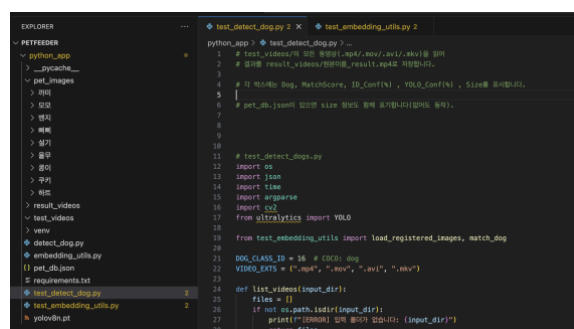 EXPLORER
PETFEEDER
python_app
__pycache__
pet_images
까미
모모
뭔지
삐삐
설기
율무
콩이
쿠키
하트
result_videos
test_videos
venv
detect_dog.py
embedding_utils.py
pet_db.json
requirements.txt
test_detect_dog.py 2
test_embedding_utils.py 2
yolov8n.pt
test_detect_dog.py 2 ×
test_embedding_utils.py 2
python_app > test_detect_dog.py > ...
1 # test_videos/의 모든 동영상(.mp4/.mov/.avi/.mkv)을 읽어
2 # 결과를 result_videos/원본이름_result.mp4로 저장합니다.
3
4 # 각 박스에는 Dog, MatchScore, ID_Conf(%) , YOLO_Conf(%) , Size를 표시합니다.
5
6 # pet_db.json이 있으면 size 정보도 함께 표기합니다(없어도 동작).
7
8
9
10
11 # test_detect_dogs.py
12 import os
13 import json
14 import time
15 import argparse
16 import cv2
17 from ultralytics import YOLO
18
19 from test_embedding_utils import load_registered_images, match_dog
20
21 DOG_CLASS_ID = 16 # COCO: dog
22 VIDEO_EXTS = (".mp4", ".mov", ".avi", ".mkv")
23
24 def list_videos(input_dir):
25 files = []
26 if not os.path.isdir(input_dir):
27 print(f"[ERROR] 입력 폴더가 없습니다: {input_dir}")